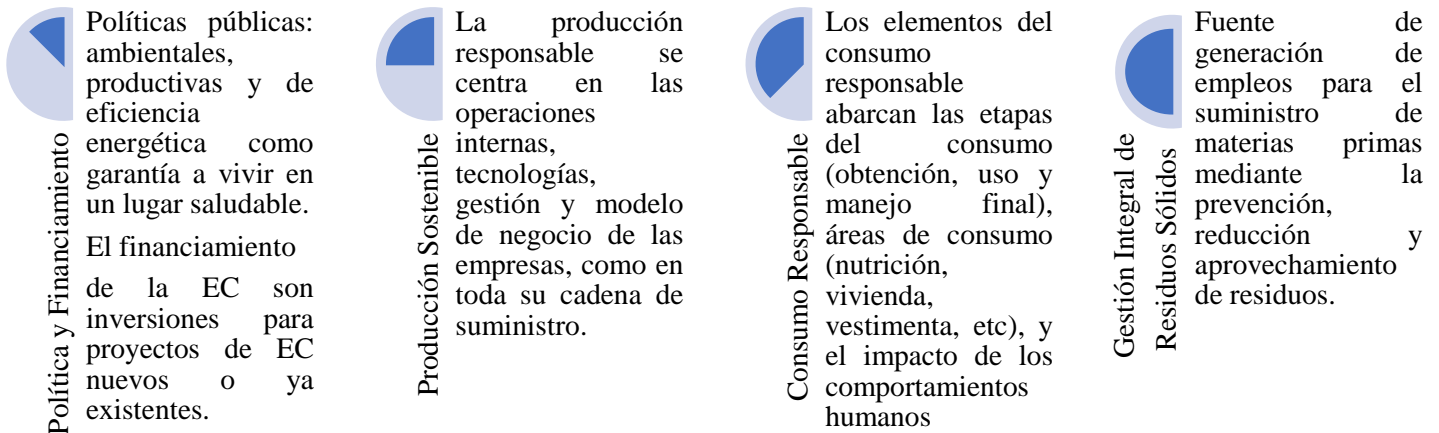 Política y Financiamiento
Políticas públicas:
ambientales,
productivas y de
eficiencia
energética como
garantía a vivir en
un lugar saludable.
El financiamiento
de la EC son
inversiones para
proyectos de EC
nuevos o ya
existentes.
Producción Sostenible
La producción
responsable se
centra en las
operaciones
internas,
tecnologías,
gestión y modelo
de negocio de las
empresas, como en
toda su cadena de
suministro.
Consumo Responsable
Los elementos del
consumo
responsable
abarcan las etapas
del consumo
(obtención, uso y
manejo final),
áreas de consumo
(nutrición,
vivienda,
vestimenta, etc), y
el impacto de los
comportamientos
humanos
Gestión Integral de
Residuos Sólidos
Fuente de
generación de
empleos para el
suministro de
materias primas
mediante la
prevención,
reducción y
aprovechamiento
de residuos.